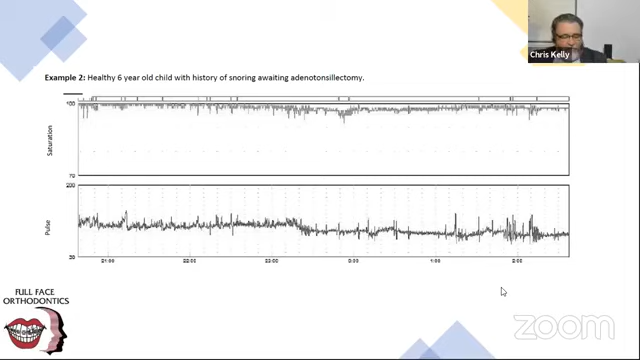 Chris Kelly
Example 2: Healthy 6 year old child with history of snoring awaiting adenotonsillectomy.
100
Saturation
70
200
Pulse
21:00 22:00 23:00 0:00 1:00 2:00
FULL FACE
ORTHODONTICS
zoom